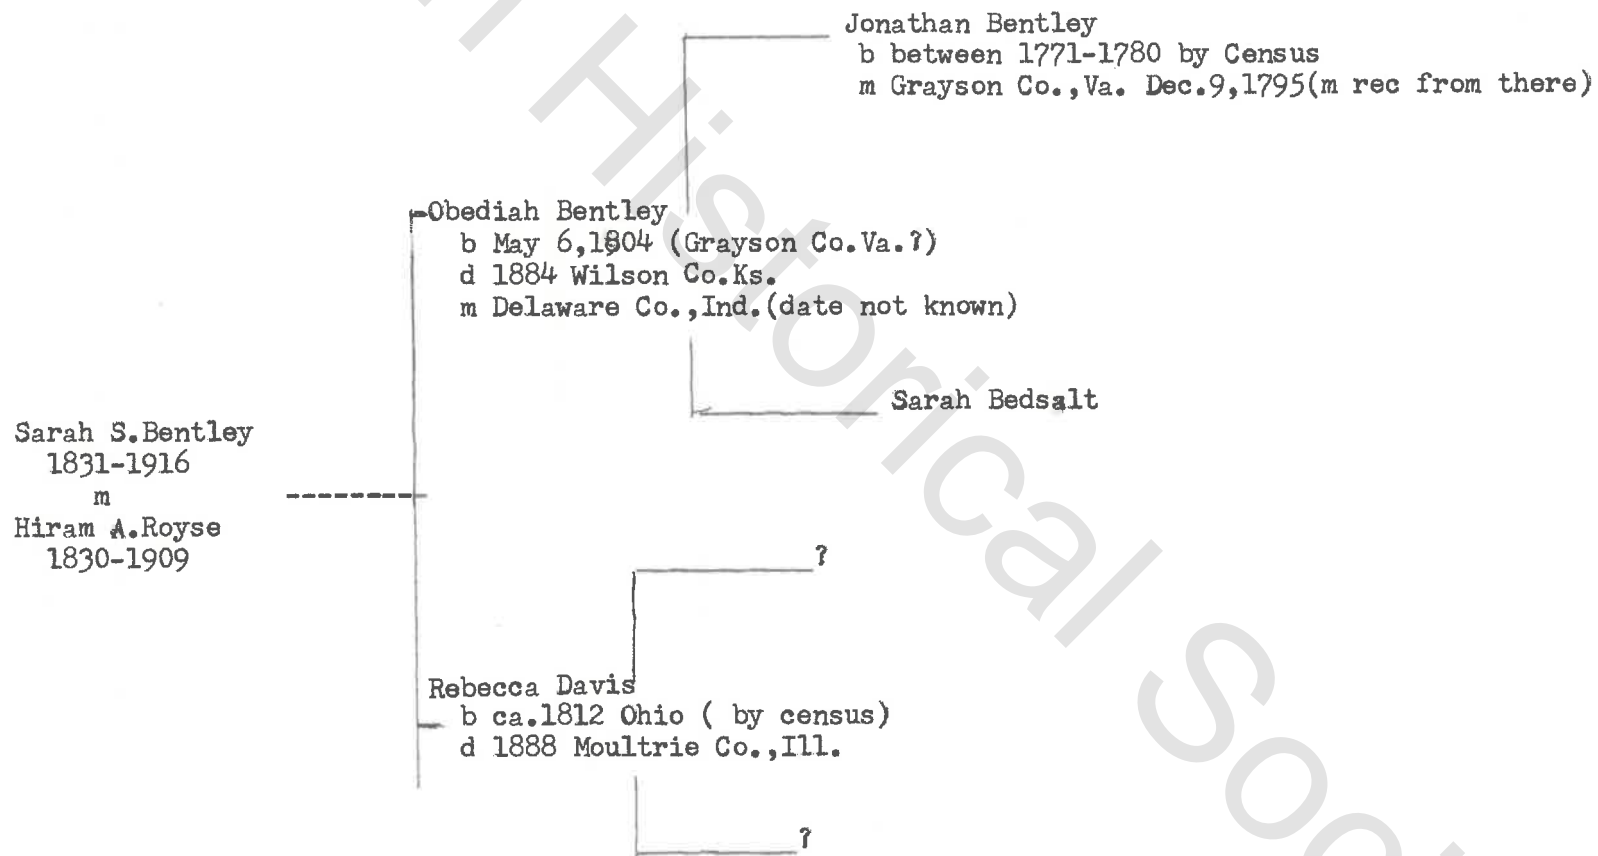 Jonathan Bentley
b between 1771-1780 by Census
m Grayson Co.,Va. Dec.9,1795(m rec from there)
Obediah Bentley
b May 6,1804 (Grayson Co.Va.?)
d 1884 Wilson Co.Ks.
m Delaware Co.,Ind.(date not known)
Sarah Bedsalt
Sarah S.Bentley
1831-1916
m
Hiram A.Royse
1830-1909
?
Rebecca Davis
b ca.1812 Ohio ( by census)
d 1888 Moultrie Co.,Ill.
?
Historical